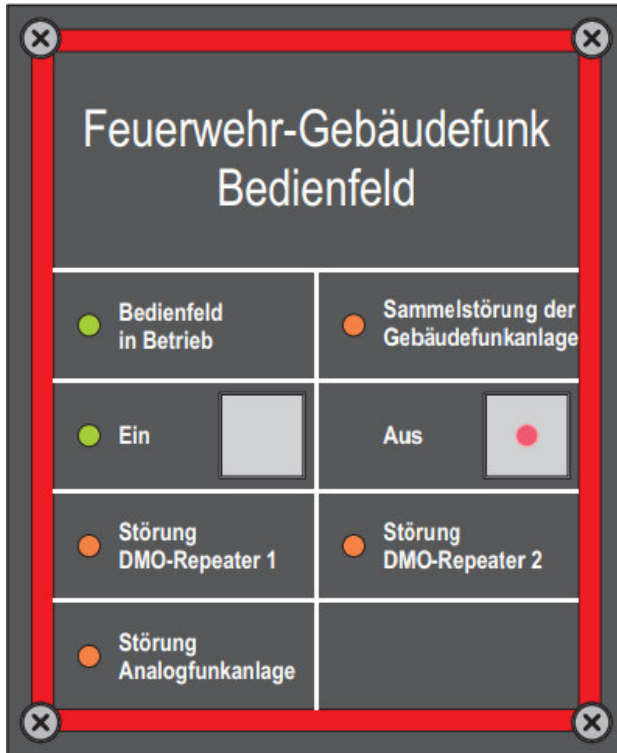 Feuerwehr-Gebäudefunk
Bedienfeld
Bedienfeld
in Betrieb
Sammelstörung der
Gebäudefunkanlage
Ein
Aus
Störung
DMO-Repeater 1
Störung
DMO-Repeater 2
Störung
Analogfunkanlage